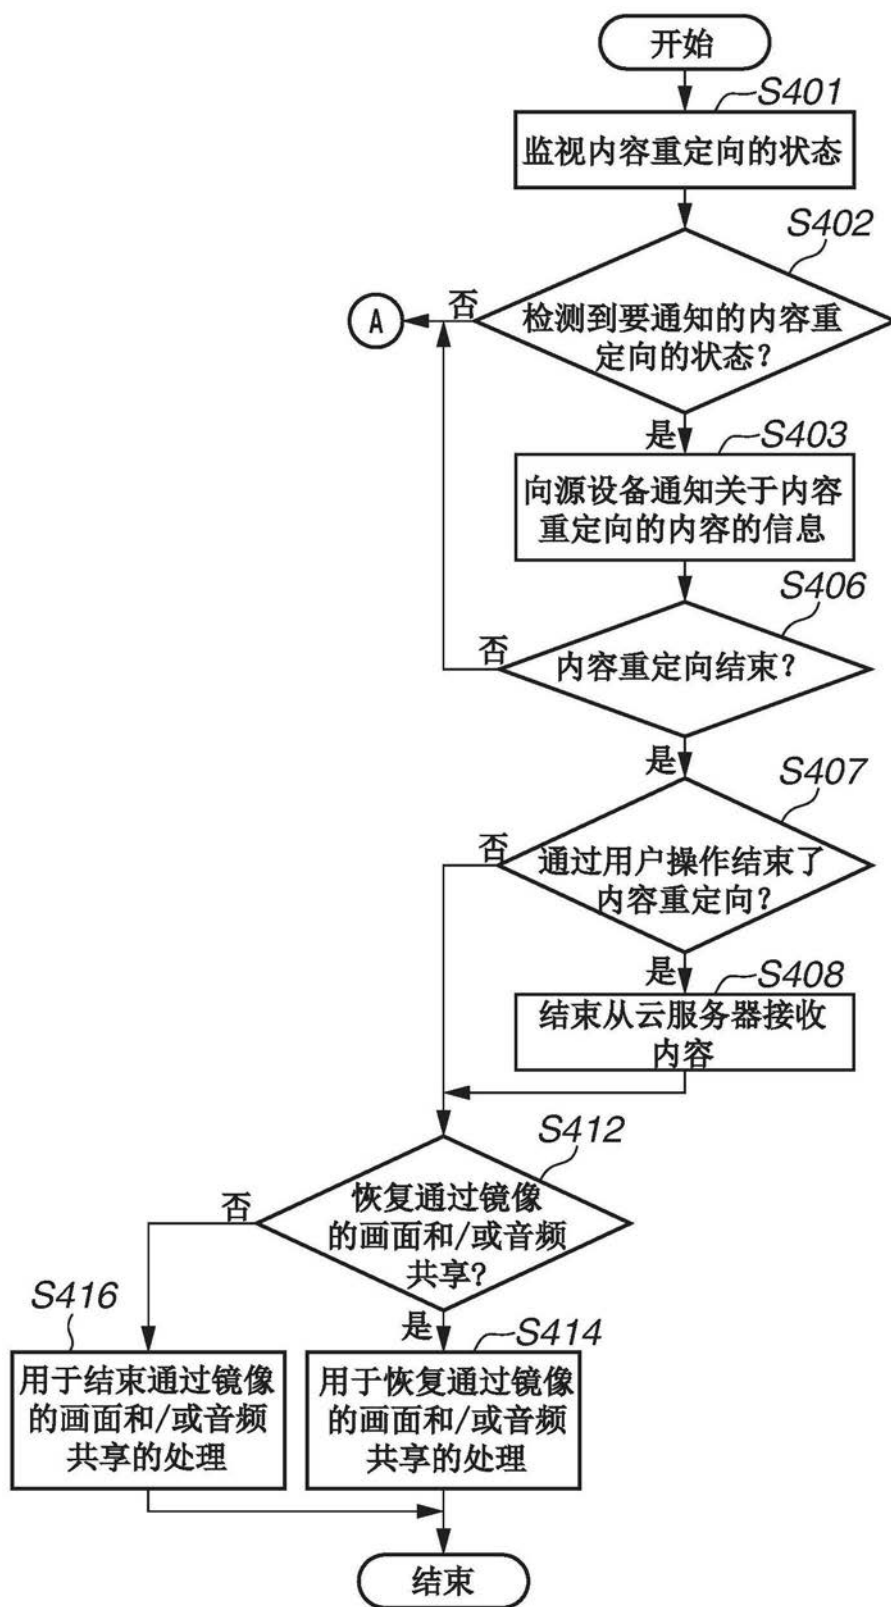 开始
S401
监视内容重定向的状态
S402
否
A
检测到要通知的内容重
定向的状态？
是
S403
向源设备通知关于内容
重定向的内容的信息
S406
否
内容重定向结束？
是
S407
否
通过用户操作结束了
内容重定向？
是
S408
结束从云服务器接收
内容
S412
否
恢复通过镜像
的画面和/或音频
共享？
S416
是
S414
用于结束通过镜像
的画面和/或音频
共享的处理
用于恢复通过镜像
的画面和/或音频
共享的处理
结束